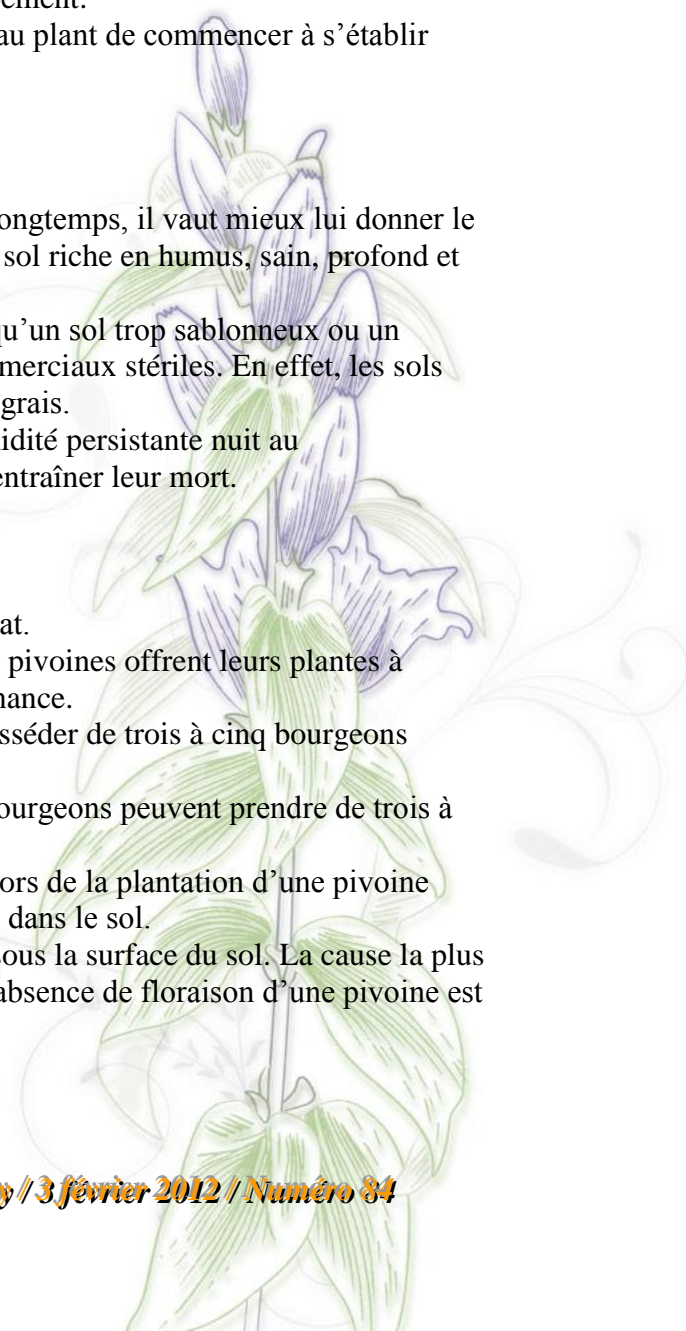 au plant de commencer à s’établir
ongtemps, il vaut mieux lui donner le
sol riche en humus, sain, profond et
qu’un sol trop sablonneux ou un
merciaux stériles. En effet, les sols
grais.
idité persistante nuit au
entraîner leur mort.
at.
pivoines offrent leurs plantes à
nance.
sséder de trois à cinq bourgeons
ourgeons peuvent prendre de trois à
ors de la plantation d’une pivoine
dans le sol.
sous la surface du sol. La cause la plus
absence de floraison d’une pivoine est
y / 3 février 2012 / Numéro 84